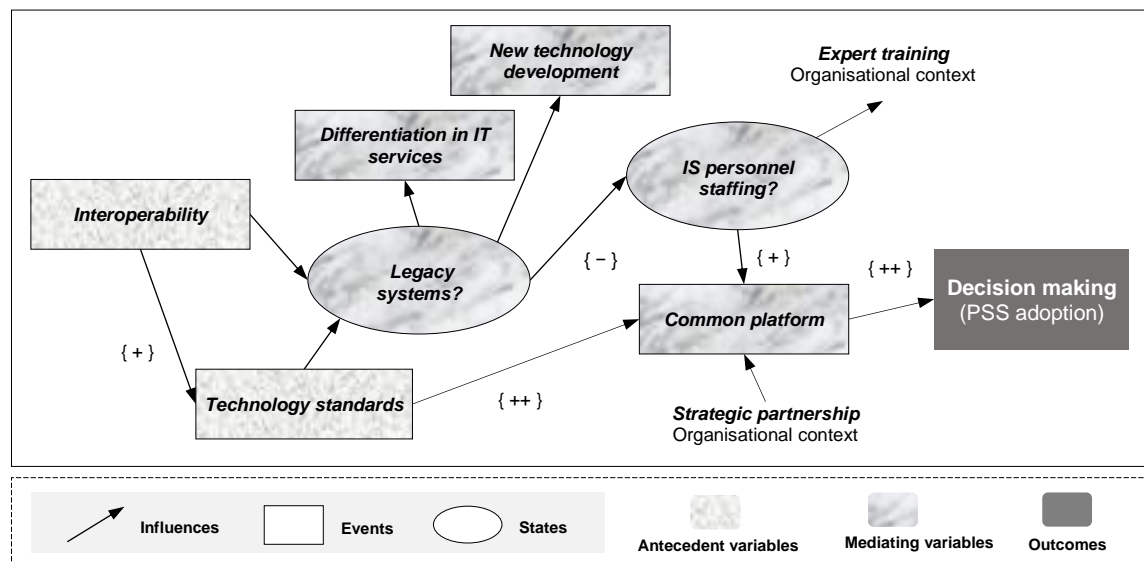 New technology
development
Expert training
Organisational context
Differentiation in IT
services
IS personnel
staffing?
Interoperability
Legacy
systems?
{ − }
{ + }
{ ++ }
Decision making
(PSS adoption)
Common platform
{ + }
Technology standards
{ ++ }
Strategic partnership
Organisational context
Influences
Events
States
Antecedent variables
Mediating variables
Outcomes